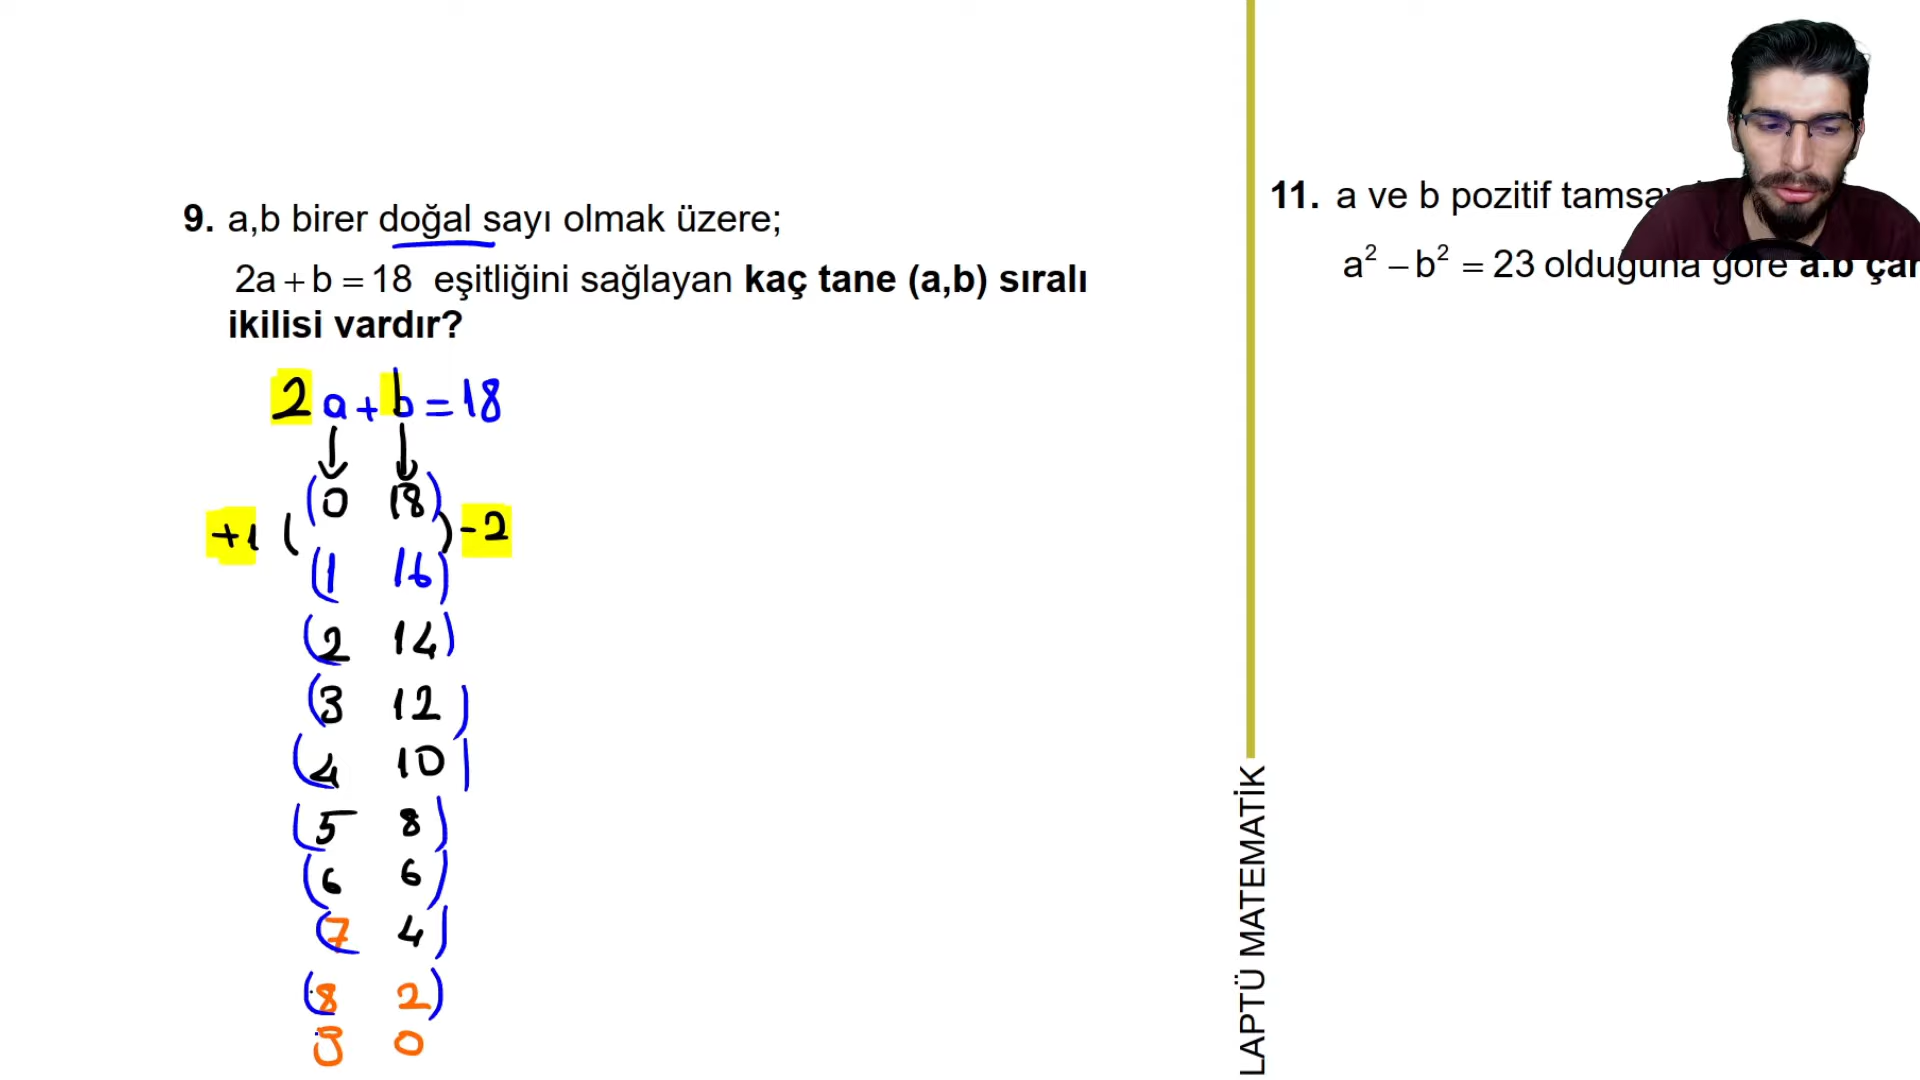 9. a,b birer doğal sayı olmak üzere;
2a + b = 18 eşitliğini sağlayan kaç tane (a,b) sıralı
ikilisi vardır?
2a + b = 18
(0 18)
+1 ( ) -2
(1 16)
(2 14)
(3 12)
(4 10)
(5 8)
(6 6)
(7 4)
(8 2)
9 0
LAPTÜ MATEMATİK
11. a ve b pozitif
a² – b² = 23 olduğuna göre a.b